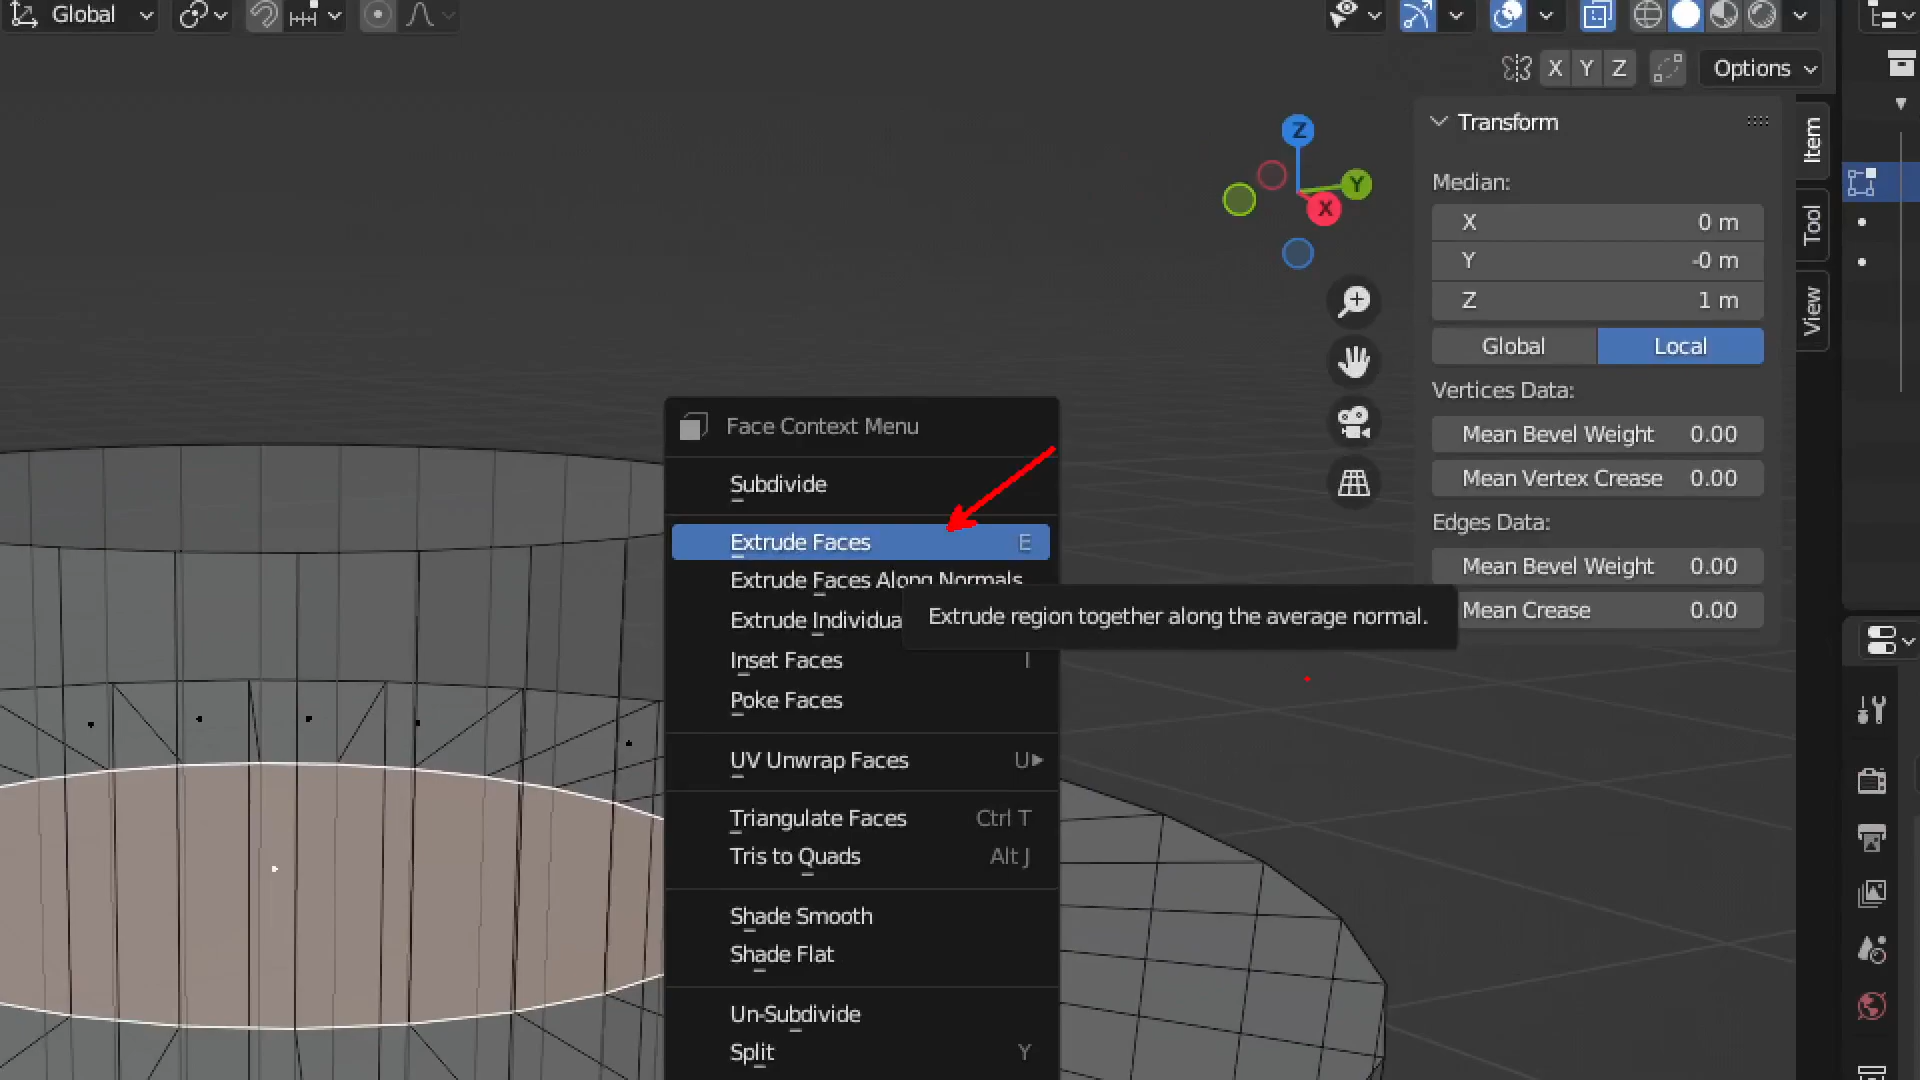 Global
X Y Z Options
Transform
Item
Tool
View
Z
Y
X
Median:
X 0 m
Y -0 m
Z 1 m
Global Local
Vertices Data:
Mean Bevel Weight 0.00
Mean Vertex Crease 0.00
Edges Data:
Mean Bevel Weight 0.00
Mean Crease 0.00
Face Context Menu
Subdivide
Extrude Faces E
Extrude Faces Along Normals
Extrude Individua
Extrude region together along the average normal.
Inset Faces I
Poke Faces
UV Unwrap Faces U
Triangulate Faces Ctrl T
Tris to Quads Alt J
Shade Smooth
Shade Flat
Un-Subdivide
Split Y